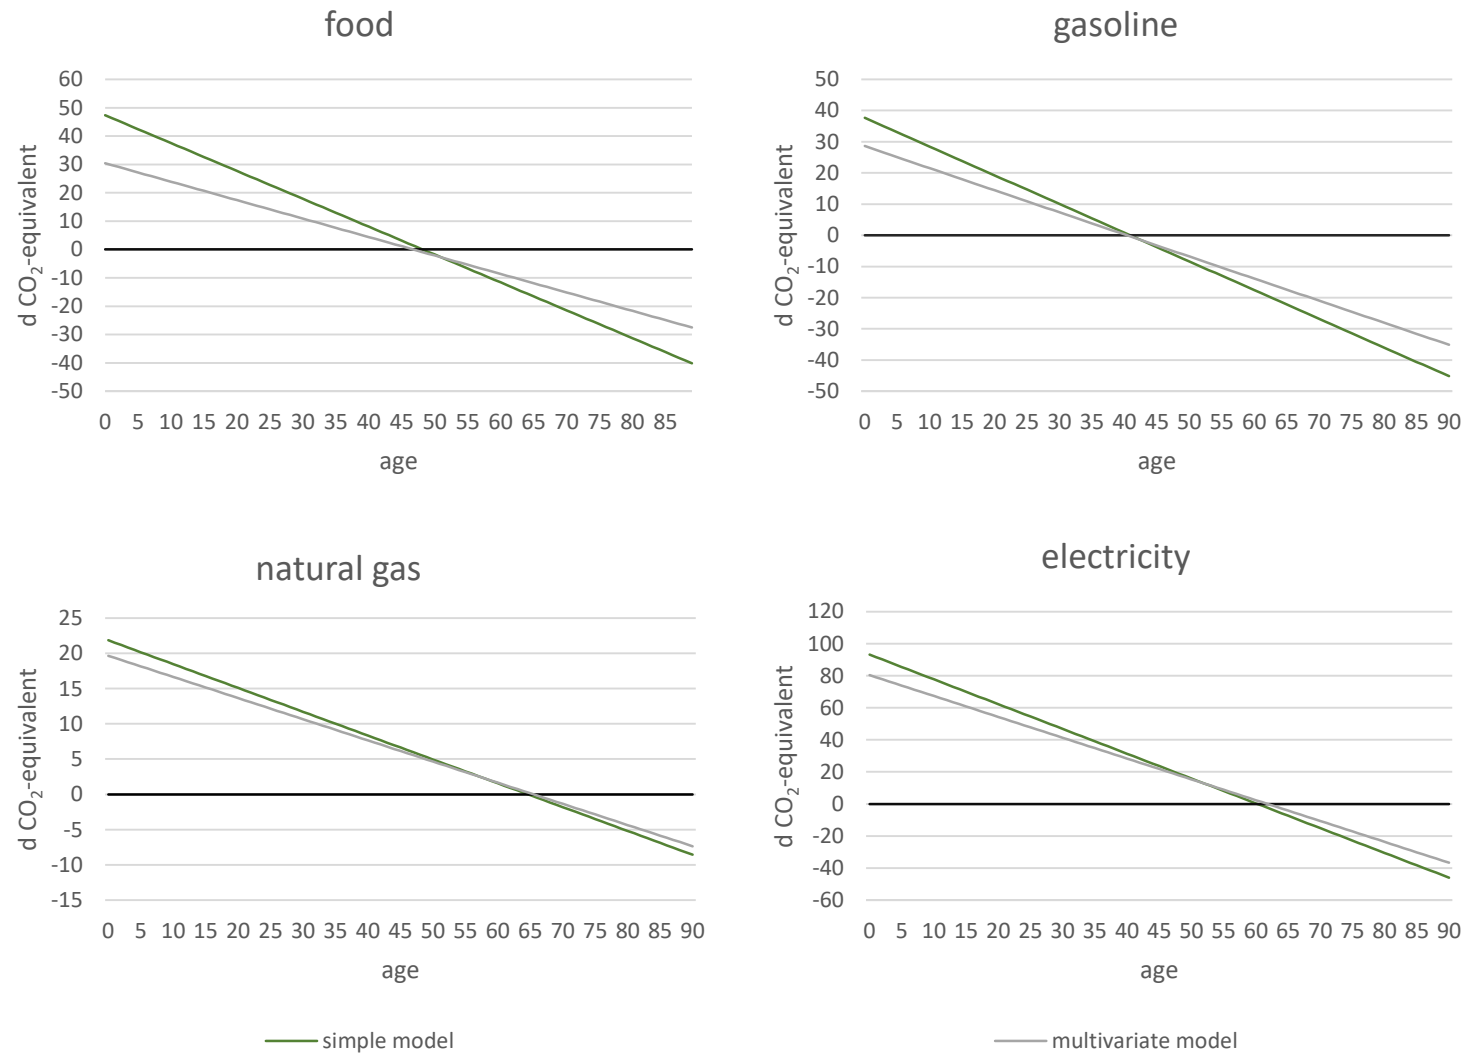 food
60
50
40
30
20
10
0
-10
-20
-30
-40
-50
d CO₂-equivalent
0 5 10 15 20 25 30 35 40 45 50 55 60 65 70 75 80 85
age
gasoline
50
40
30
20
10
0
-10
-20
-30
-40
-50
d CO₂-equivalent
0 5 10 15 20 25 30 35 40 45 50 55 60 65 70 75 80 85 90
age
natural gas
25
20
15
10
5
0
-5
-10
-15
d CO₂-equivalent
0 5 10 15 20 25 30 35 40 45 50 55 60 65 70 75 80 85 90
age
electricity
120
100
80
60
40
20
0
-20
-40
-60
d CO₂-equivalent
0 5 10 15 20 25 30 35 40 45 50 55 60 65 70 75 80 85 90
age
simple model
multivariate model